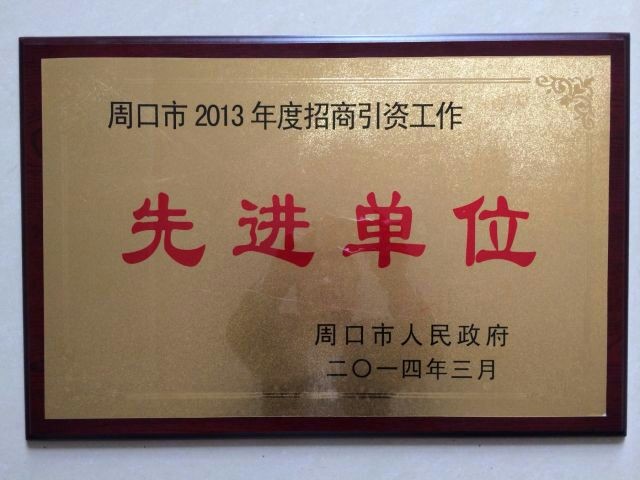 周口市2013年度招商引资工作
先进单位
周口市人民政府
二〇一四年三月